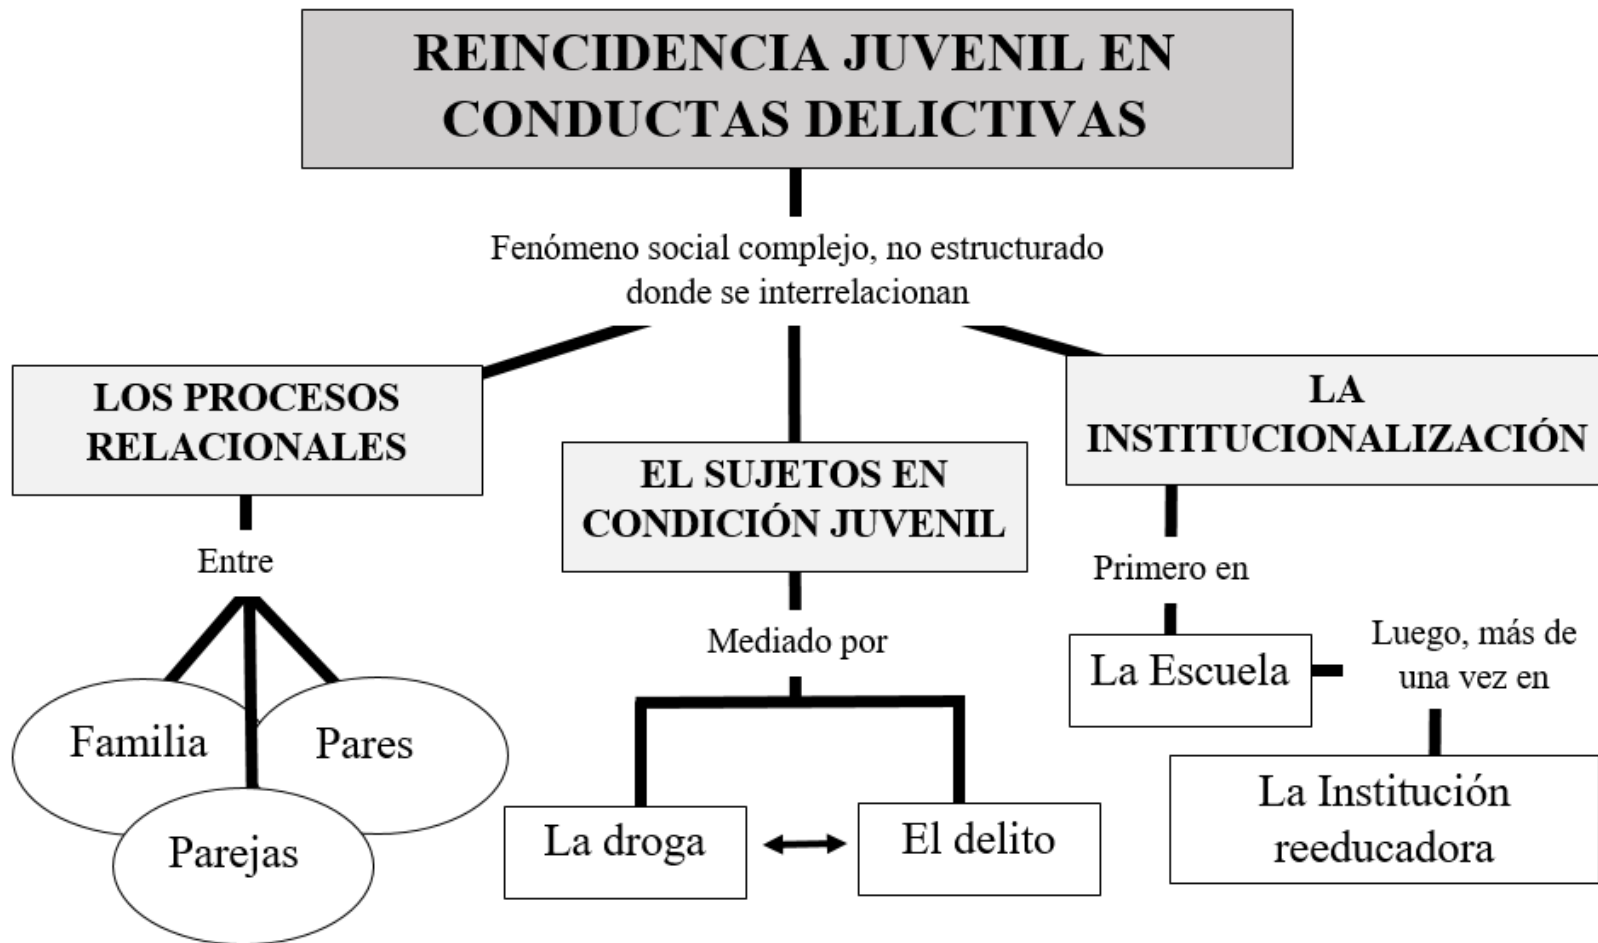 REINCIDENCIA JUVENIL EN
CONDUCTAS DELICTIVAS
Fenómeno social complejo, no estructurado
donde se interrelacionan
LOS PROCESOS
RELACIONALES
Entre
Familia
Pares
Parejas
EL SUJETOS EN
CONDICIÓN JUVENIL
Mediado por
La droga
El delito
LA
INSTITUCIONALIZACIÓN
Primero en
La Escuela
Luego, más de
una vez en
La Institución
reeducadora